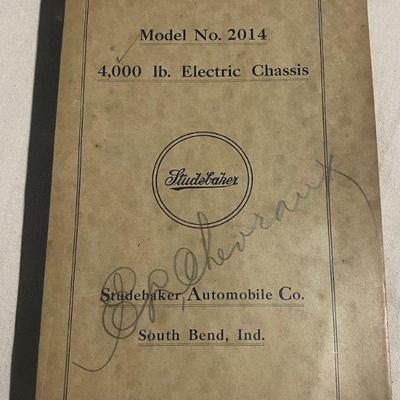 Model No. 2014
4,000 lb. Electric Chassis
Studebaker
Studebaker Automobile Co.
South Bend, Ind.